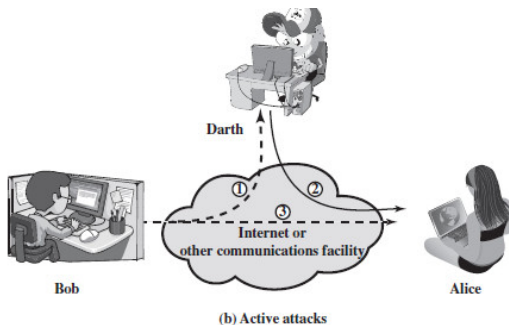 Darth
① ②
③
Internet or
other communications facility
Bob Alice
(b) Active attacks